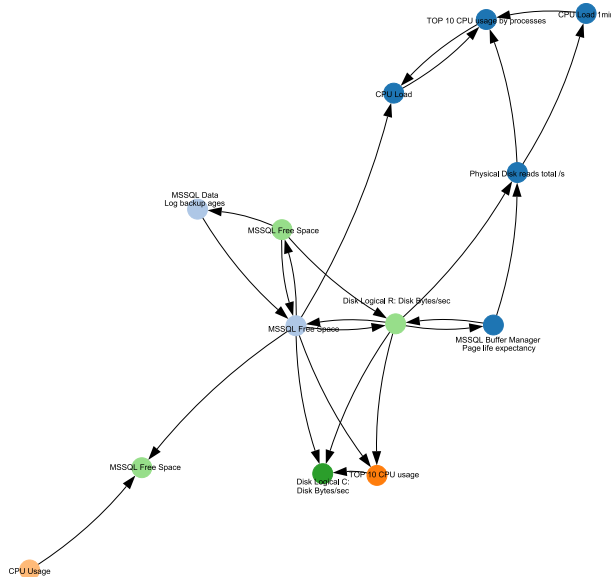 CPU Load 1min
TOP 10 CPU usage by processes
CPU Load
Physical Disk reads total /s
MSSQL Data
Log backup ages
MSSQL Free Space
Disk Logical R: Disk Bytes/sec
MSSQL Free Space
MSSQL Buffer Manager
Page life expectancy
MSSQL Free Space
TOP 10 CPU usage
Disk Logical C:
Disk Bytes/sec
CPU Usage